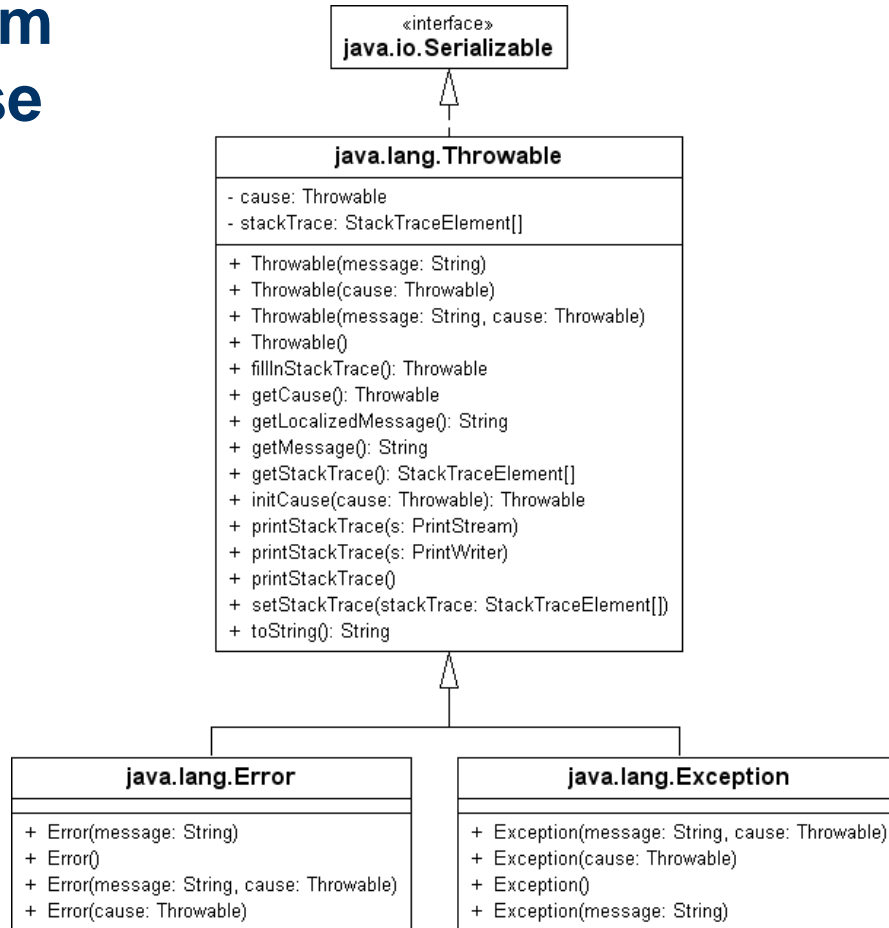 m
se
«interface»
java.io.Serializable
java.lang.Throwable
- cause: Throwable
- stackTrace: StackTraceElement[]
+ Throwable(message: String)
+ Throwable(cause: Throwable)
+ Throwable(message: String, cause: Throwable)
+ Throwable()
+ fillInStackTrace(): Throwable
+ getCause(): Throwable
+ getLocalizedMessage(): String
+ getMessage(): String
+ getStackTrace(): StackTraceElement[]
+ initCause(cause: Throwable): Throwable
+ printStackTrace(s: PrintStream)
+ printStackTrace(s: PrintWriter)
+ printStackTrace()
+ setStackTrace(stackTrace: StackTraceElement[])
+ toString(): String
java.lang.Error
+ Error(message: String)
+ Error()
+ Error(message: String, cause: Throwable)
+ Error(cause: Throwable)
java.lang.Exception
+ Exception(message: String, cause: Throwable)
+ Exception(cause: Throwable)
+ Exception()
+ Exception(message: String)